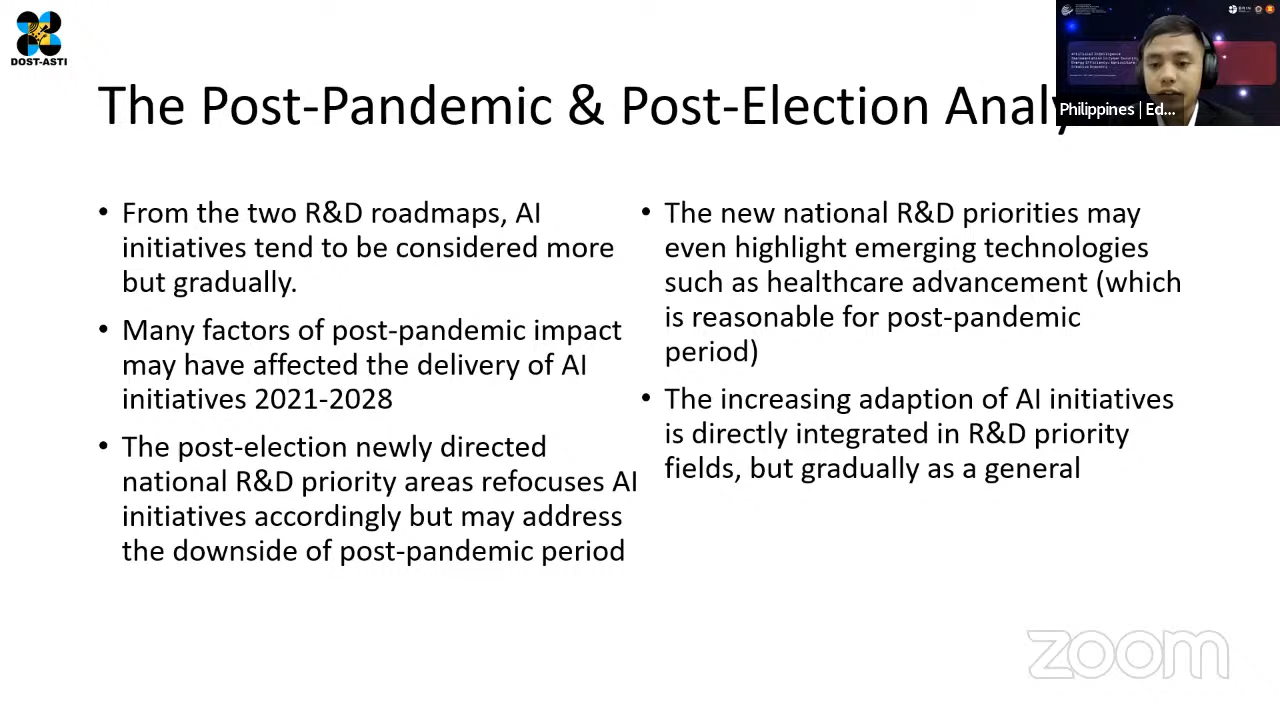 DOST-ASTI
The Post-Pandemic & Post-Election Analy
Philippines | Ed...
• From the two R&D roadmaps, AI
initiatives tend to be considered more
but gradually.
• Many factors of post-pandemic impact
may have affected the delivery of AI
initiatives 2021-2028
• The post-election newly directed
national R&D priority areas refocuses AI
initiatives accordingly but may address
the downside of post-pandemic period
• The new national R&D priorities may
even highlight emerging technologies
such as healthcare advancement (which
is reasonable for post-pandemic
period)
• The increasing adaption of AI initiatives
is directly integrated in R&D priority
fields, but gradually as a general
zoom